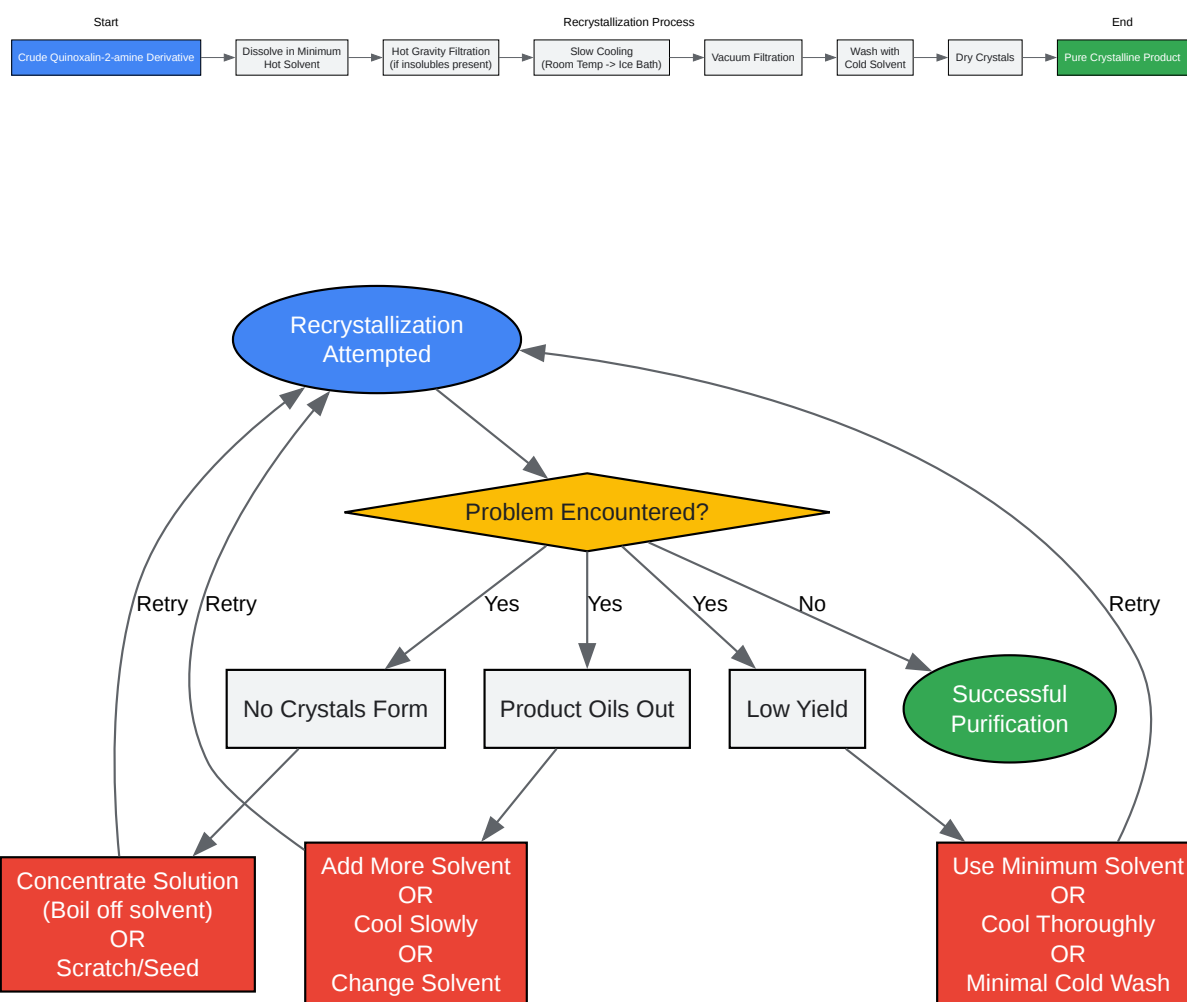 Start
Recrystallization Process
End
Crude Quinoxalin-2-amine Derivative
Dissolve in Minimum
Hot Solvent
Hot Gravity Filtration
(if insolubles present)
Slow Cooling
(Room Temp -> Ice Bath)
Vacuum Filtration
Wash with
Cold Solvent
Dry Crystals
Pure Crystalline Product
Recrystallization
Attempted
Problem Encountered?
Retry
Retry
Yes
Yes
Yes
No
Retry
No Crystals Form
Product Oils Out
Low Yield
Successful
Purification
Concentrate Solution
(Boil off solvent)
OR
Scratch/Seed
Add More Solvent
OR
Cool Slowly
OR
Change Solvent
Use Minimum Solvent
OR
Cool Thoroughly
OR
Minimal Cold Wash